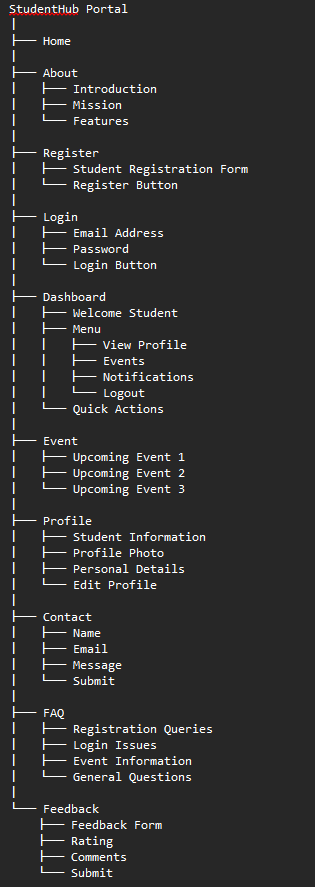 StudentHub Portal
│
├── Home
│
├── About
│   ├── Introduction
│   ├── Mission
│   └── Features
│
├── Register
│   ├── Student Registration Form
│   └── Register Button
│
├── Login
│   ├── Email Address
│   ├── Password
│   └── Login Button
│
├── Dashboard
│   ├── Welcome Student
│   ├── Menu
│   │   ├── View Profile
│   │   ├── Events
│   │   ├── Notifications
│   │   └── Logout
│   └── Quick Actions
│
├── Event
│   ├── Upcoming Event 1
│   ├── Upcoming Event 2
│   └── Upcoming Event 3
│
├── Profile
│   ├── Student Information
│   ├── Profile Photo
│   ├── Personal Details
│   └── Edit Profile
│
├── Contact
│   ├── Name
│   ├── Email
│   ├── Message
│   └── Submit
│
├── FAQ
│   ├── Registration Queries
│   ├── Login Issues
│   ├── Event Information
│   └── General Questions
│
└── Feedback
    ├── Feedback Form
    ├── Rating
    ├── Comments
    └── Submit